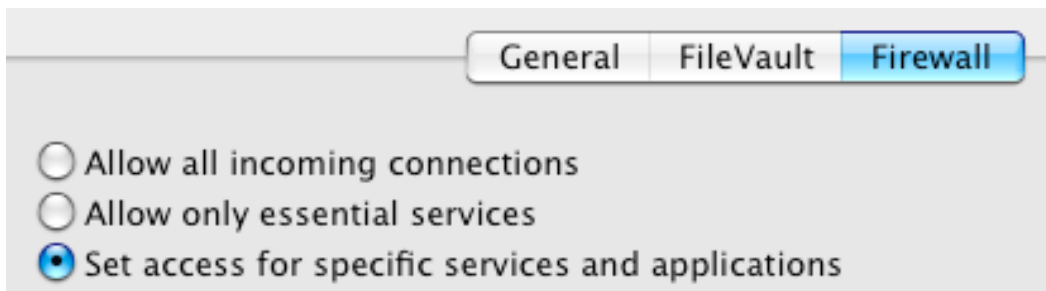 General FileVault Firewall
Allow all incoming connections
Allow only essential services
Set access for specific services and applications